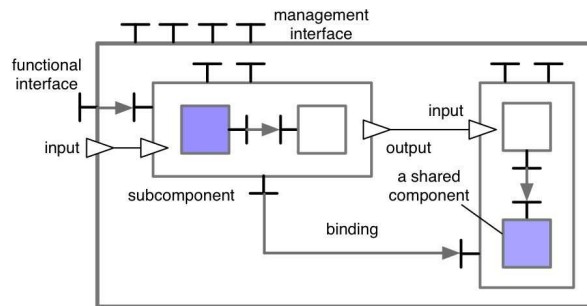 management
interface
functional
interface
input
input
output
subcomponent
a shared
component
binding